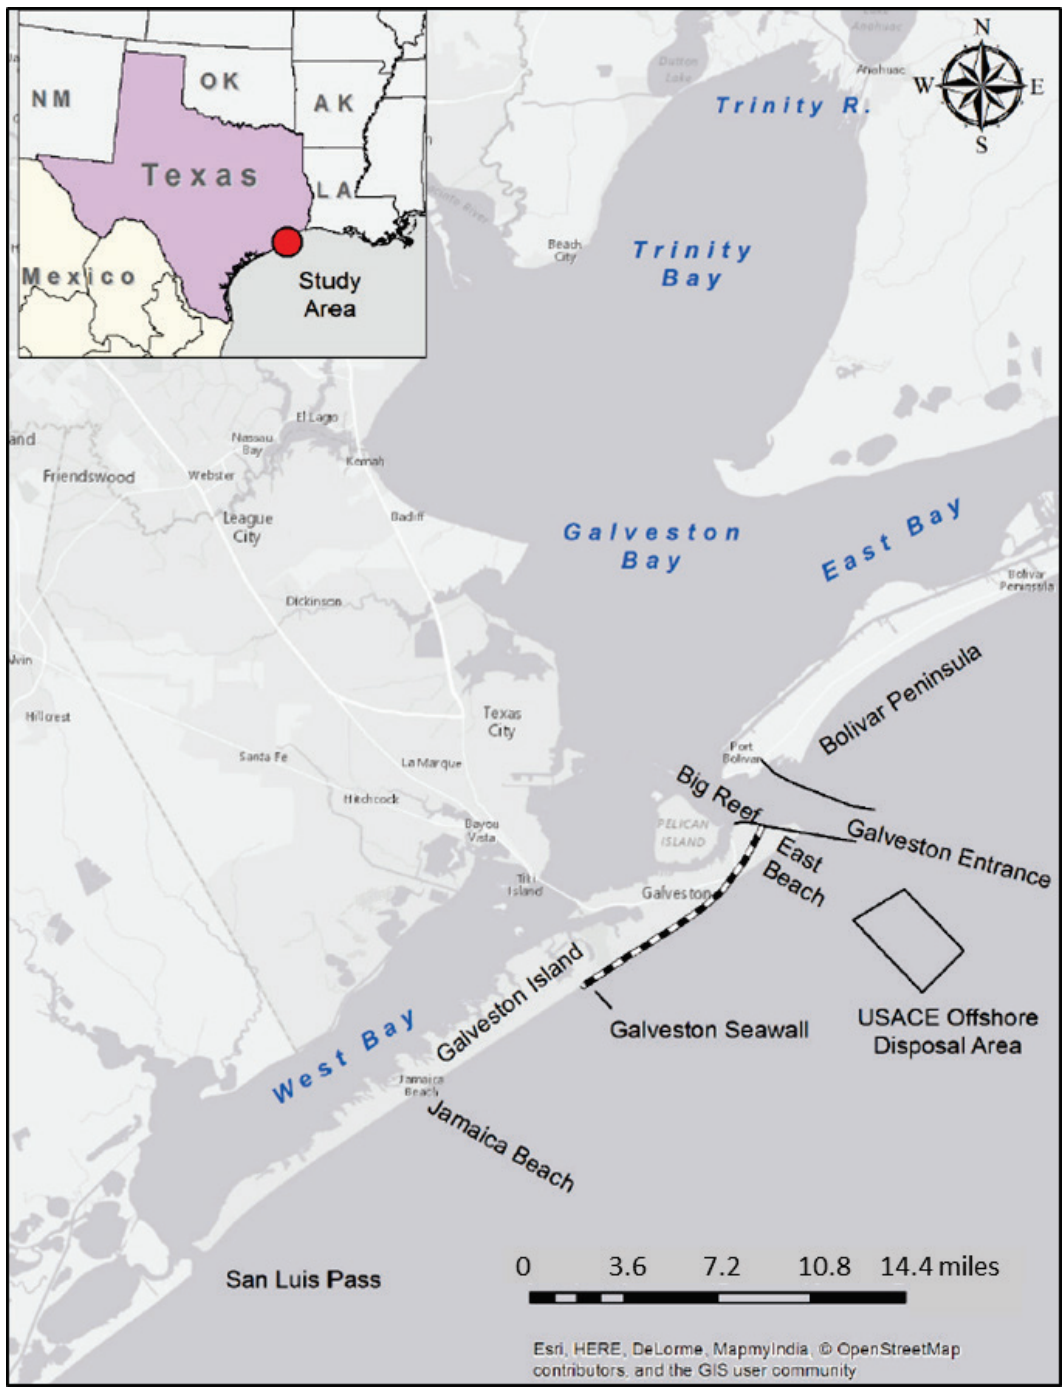 NM
OK
AK
Texas
LA
Mexico
Study
Area
N
W
E
S
Dutton
Lake
Anahuac
Anahuac
Trinity R.
Trinity
Bay
Beach
City
El Lago
Nassau
Bay
Kemah
Friendswood
Webster
League
City
Bacliff
Galveston
Bay
East Bay
Bolivar
Peninsula
Dickinson
Bolivar Peninsula
Hillcrest
Texas
City
Santa Fe
La Marque
Port
Bolivar
Hitchcock
Bayou
Vista
Big Reef
PELICAN
ISLAND
Galveston Entrance
East
Beach
Tiki
Island
Galveston
Galveston Island
Galveston Seawall
USACE Offshore
Disposal Area
West Bay
Jamaica
Beach
Jamaica Beach
San Luis Pass
0 3.6 7.2 10.8 14.4 miles
Esri, HERE, DeLorme, MapmyIndia, © OpenStreetMap
contributors, and the GIS user community